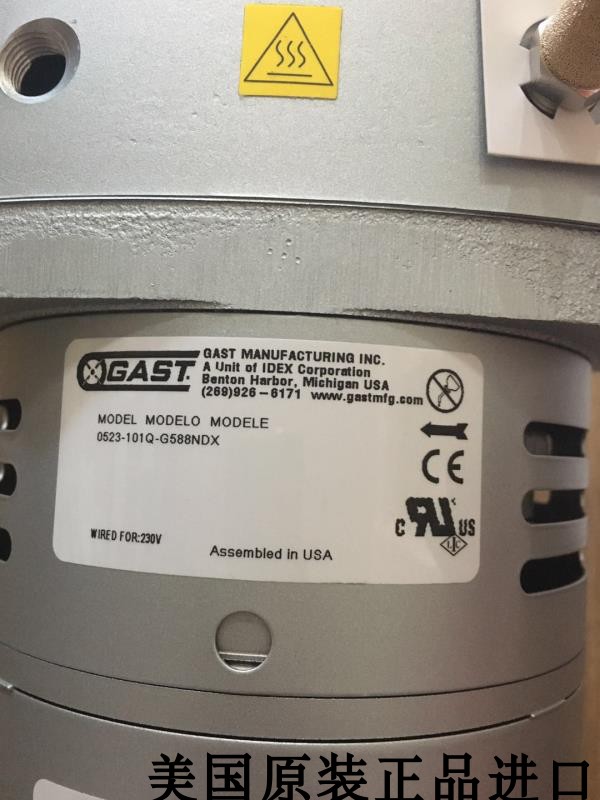 GAST
GAST MANUFACTURING INC.
A Unit of IDEX Corporation
Benton Harbor, Michigan USA
(269)926-6171 www.gastmfg.com
MODEL MODELO MODELE
0523-101Q-G588NDX
CE
C RU US
WIRED FOR:230V
Assembled in USA
美国原装正品进口